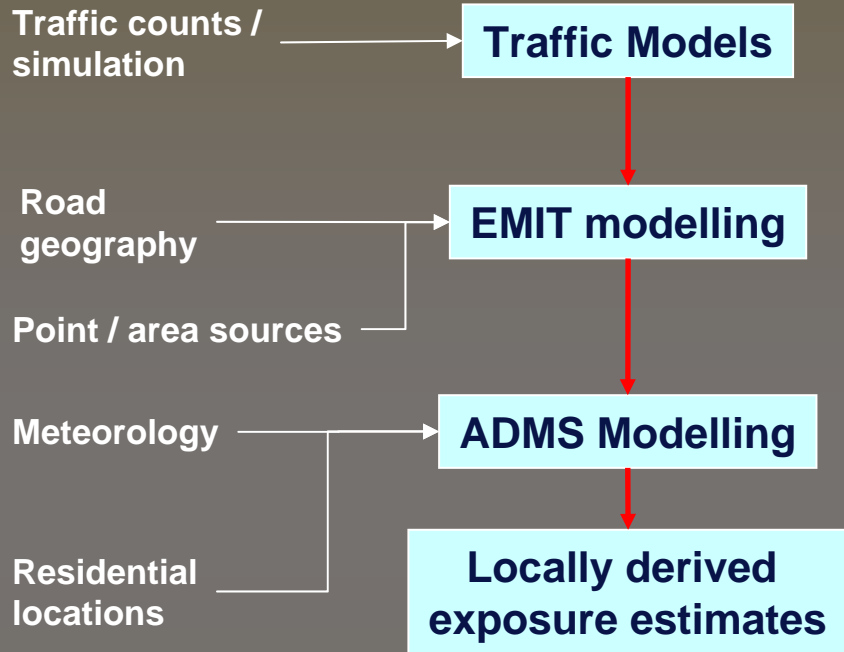 Traffic counts /
simulation
Traffic Models
Road
geography
EMIT modelling
Point / area sources
Meteorology
ADMS Modelling
Residential
locations
Locally derived
exposure estimates